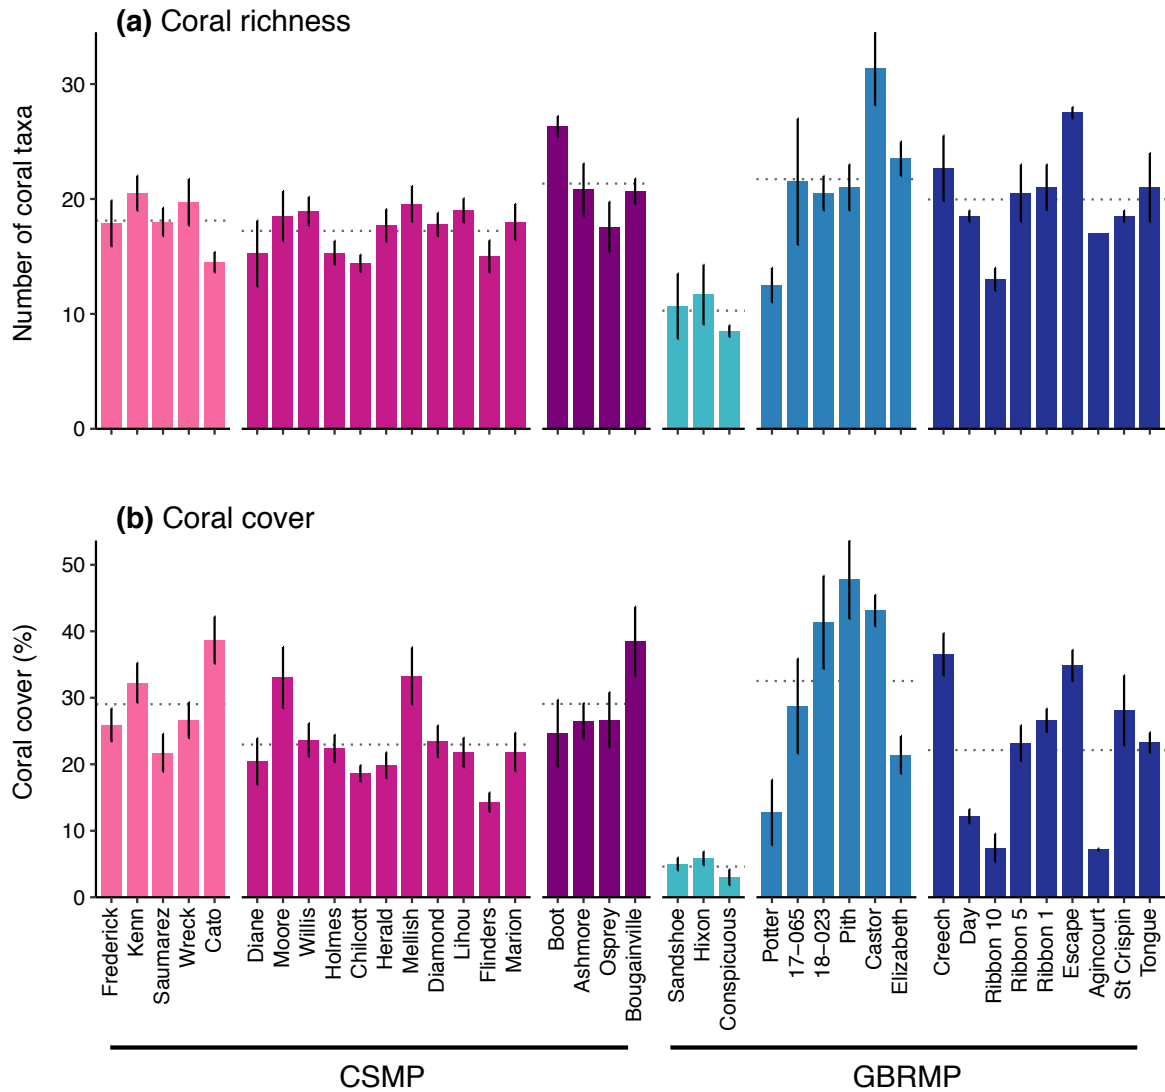 (a) Coral richness
Number of coral taxa
30
20
10
0
(b) Coral cover
Coral cover (%)
50
40
30
20
10
0
Frederick
Kenn
Saumarez
Wreck
Cato
Diane
Moore
Willis
Holmes
Chilcott
Herald
Mellish
Diamond
Lihou
Flinders
Marion
Boot
Ashmore
Osprey
Bougainville
Sandshoe
Hixon
Conspicuous
Potter
17−065
18−023
Pith
Castor
Elizabeth
Creech
Day
Ribbon 10
Ribbon 5
Ribbon 1
Escape
Agincourt
St Crispin
Tongue
CSMP
GBRMP